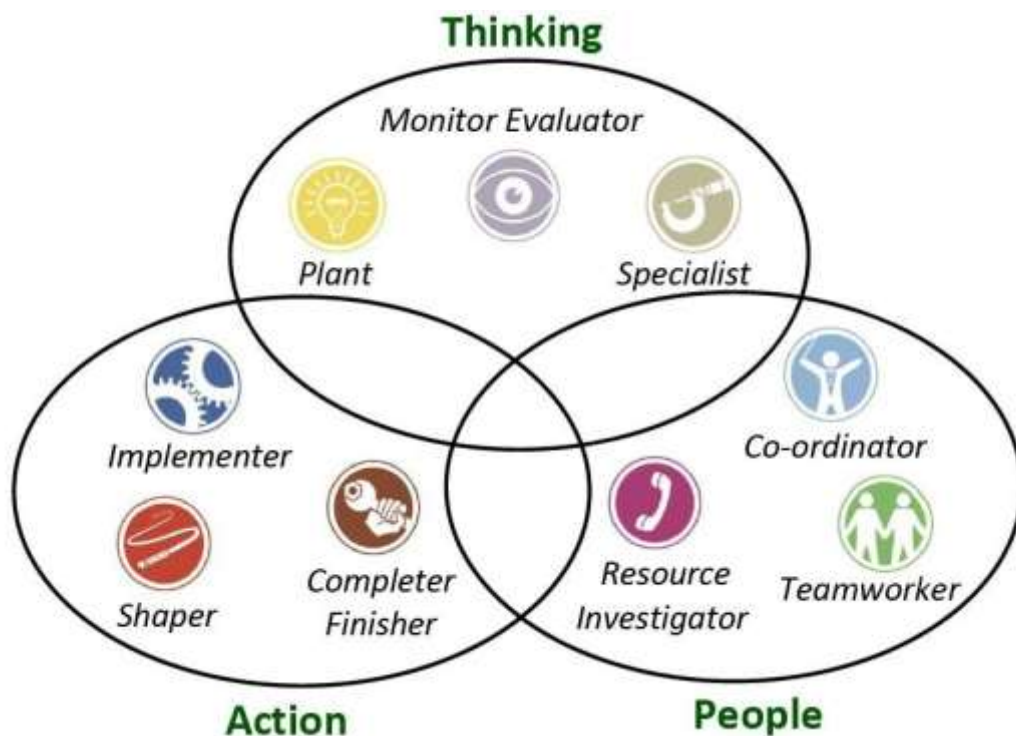 Thinking
Monitor Evaluator
Plant
Specialist
Implementer
Co-ordinator
Shaper
Completer
Finisher
Resource
Investigator
Teamworker
Action
People